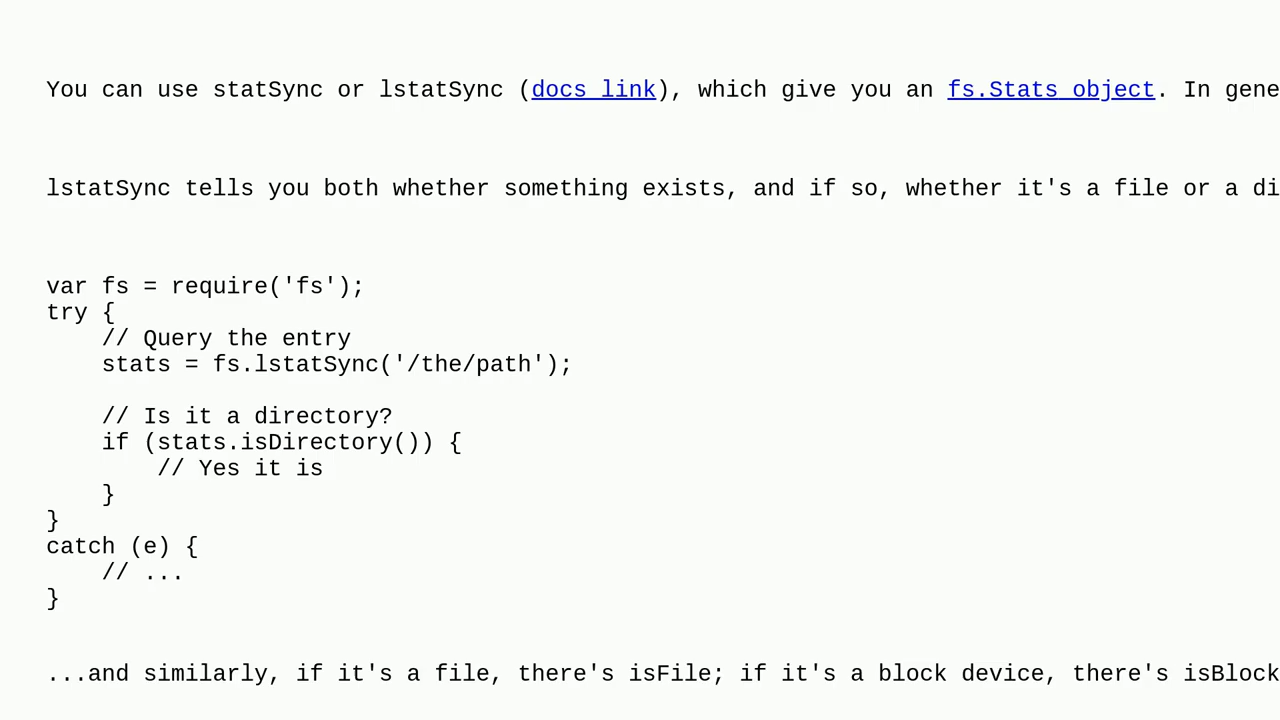 You can use statSync or lstatSync (docs link), which give you an fs.Stats object. In gene
lstatSync tells you both whether something exists, and if so, whether it's a file or a di
var fs = require('fs');
try {
    // Query the entry
    stats = fs.lstatSync('/the/path');

    // Is it a directory?
    if (stats.isDirectory()) {
        // Yes it is
    }
}
catch (e) {
    // ...
}
...and similarly, if it's a file, there's isFile; if it's a block device, there's isBlock